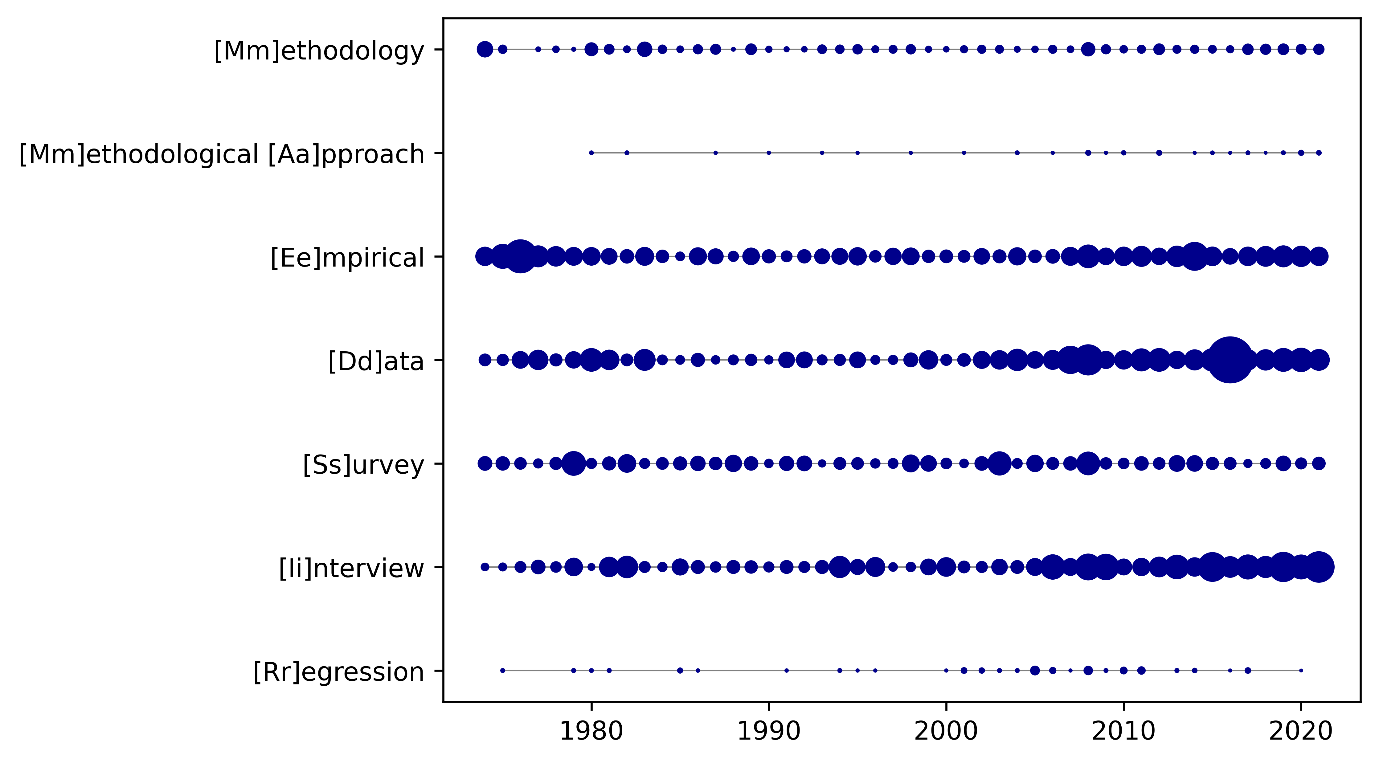 [Mm]ethodology
[Mm]ethodological [Aa]pproach
[Ee]mpirical
[Dd]ata
[Ss]urvey
[Ii]nterview
[Rr]egression
1980 1990 2000 2010 2020